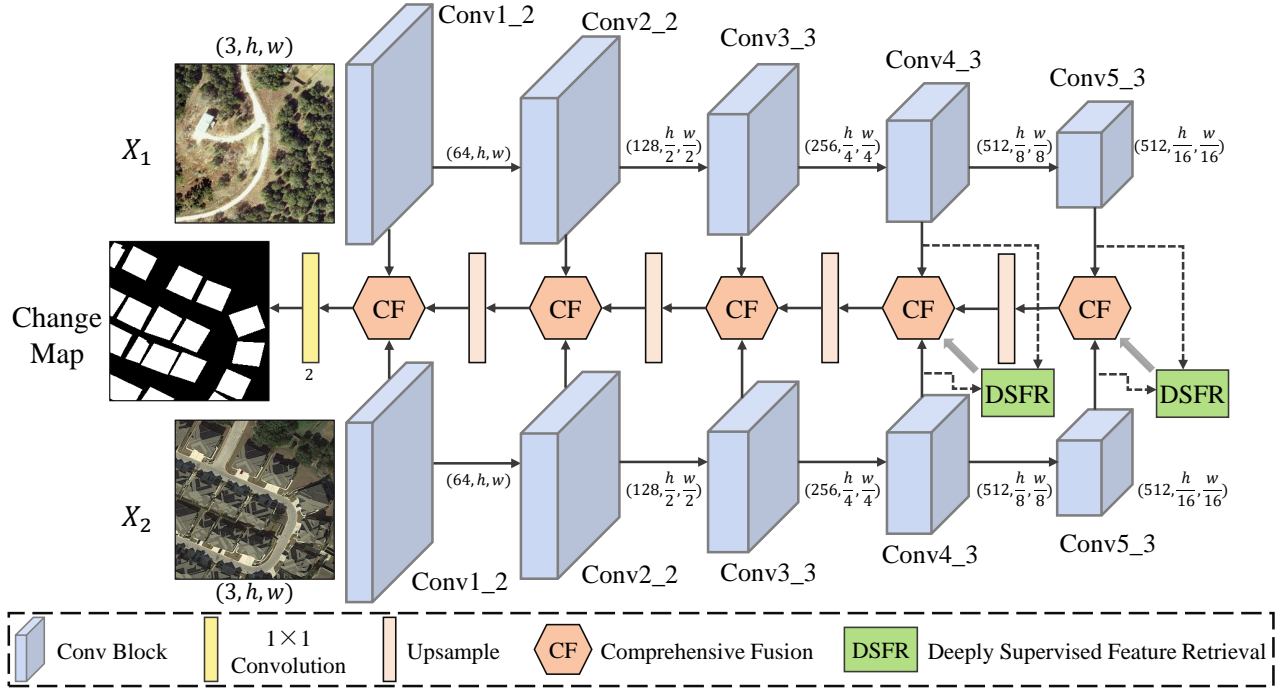 Conv1_2
Conv2_2
Conv3_3
Conv4_3
Conv5_3
(3, h, w)
X₁
(64, h, w)
(128, h/2, w/2)
(256, h/4, w/4)
(512, h/8, w/8)
(512, h/16, w/16)
Change
Map
2
CF
CF
CF
CF
CF
DSFR
DSFR
X₂
(64, h, w)
(128, h/2, w/2)
(256, h/4, w/4)
(512, h/8, w/8)
(512, h/16, w/16)
(3, h, w)
Conv1_2
Conv2_2
Conv3_3
Conv4_3
Conv5_3
Conv Block
1×1
Convolution
Upsample
CF
Comprehensive Fusion
DSFR
Deeply Supervised Feature Retrieval